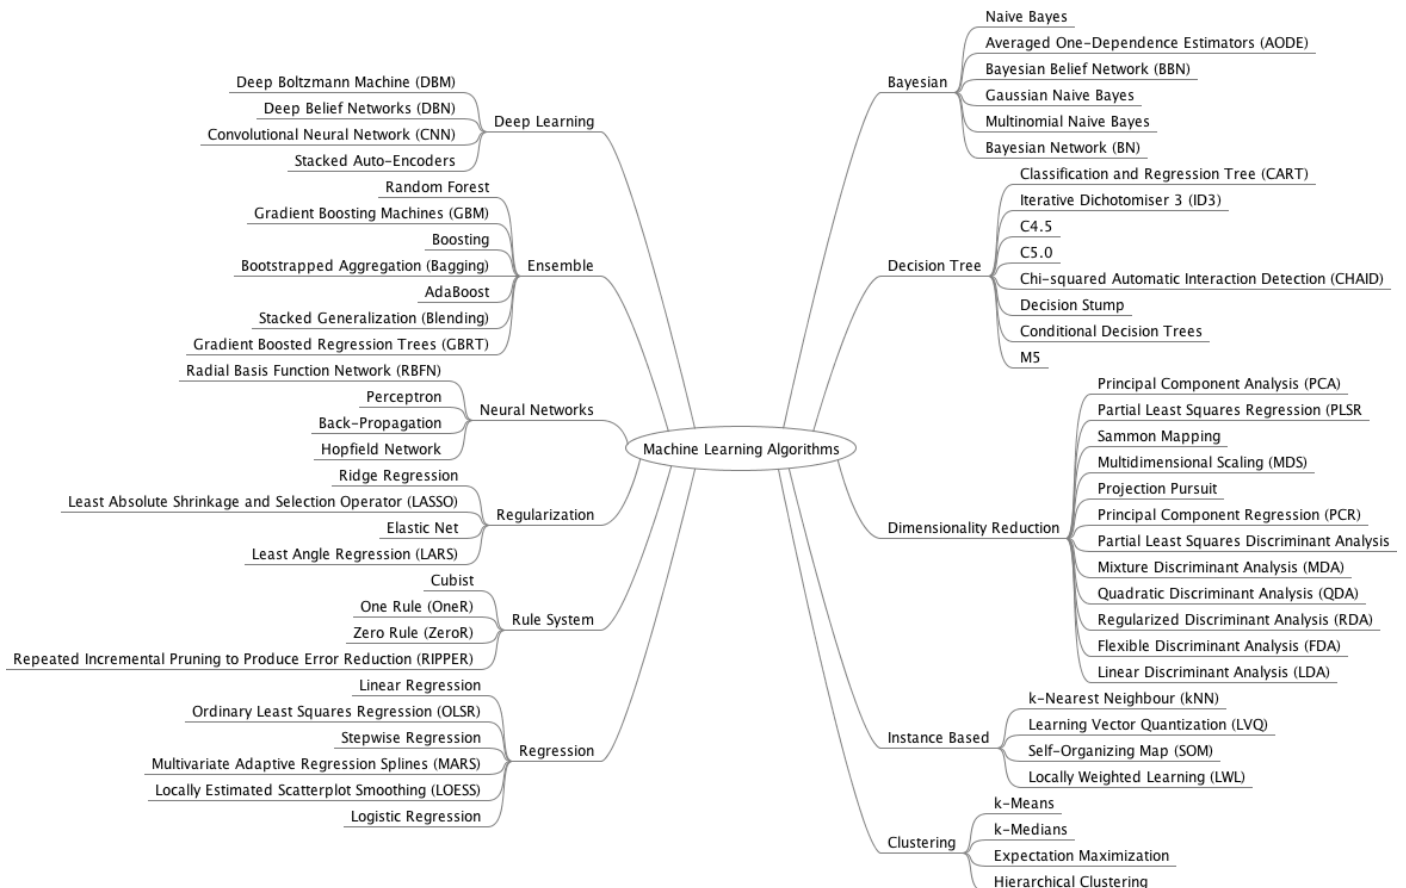 Machine Learning Algorithms
Deep Learning
Deep Boltzmann Machine (DBM)
Deep Belief Networks (DBN)
Convolutional Neural Network (CNN)
Stacked Auto-Encoders
Ensemble
Random Forest
Gradient Boosting Machines (GBM)
Boosting
Bootstrapped Aggregation (Bagging)
AdaBoost
Stacked Generalization (Blending)
Gradient Boosted Regression Trees (GBRT)
Neural Networks
Radial Basis Function Network (RBFN)
Perceptron
Back-Propagation
Hopfield Network
Regularization
Ridge Regression
Least Absolute Shrinkage and Selection Operator (LASSO)
Elastic Net
Least Angle Regression (LARS)
Rule System
Cubist
One Rule (OneR)
Zero Rule (ZeroR)
Repeated Incremental Pruning to Produce Error Reduction (RIPPER)
Regression
Linear Regression
Ordinary Least Squares Regression (OLSR)
Stepwise Regression
Multivariate Adaptive Regression Splines (MARS)
Locally Estimated Scatterplot Smoothing (LOESS)
Logistic Regression
Bayesian
Naive Bayes
Averaged One-Dependence Estimators (AODE)
Bayesian Belief Network (BBN)
Gaussian Naive Bayes
Multinomial Naive Bayes
Bayesian Network (BN)
Decision Tree
Classification and Regression Tree (CART)
Iterative Dichotomiser 3 (ID3)
C4.5
C5.0
Chi-squared Automatic Interaction Detection (CHAID)
Decision Stump
Conditional Decision Trees
M5
Dimensionality Reduction
Principal Component Analysis (PCA)
Partial Least Squares Regression (PLSR
Sammon Mapping
Multidimensional Scaling (MDS)
Projection Pursuit
Principal Component Regression (PCR)
Partial Least Squares Discriminant Analysis
Mixture Discriminant Analysis (MDA)
Quadratic Discriminant Analysis (QDA)
Regularized Discriminant Analysis (RDA)
Flexible Discriminant Analysis (FDA)
Linear Discriminant Analysis (LDA)
Instance Based
k-Nearest Neighbour (kNN)
Learning Vector Quantization (LVQ)
Self-Organizing Map (SOM)
Locally Weighted Learning (LWL)
Clustering
k-Means
k-Medians
Expectation Maximization
Hierarchical Clustering